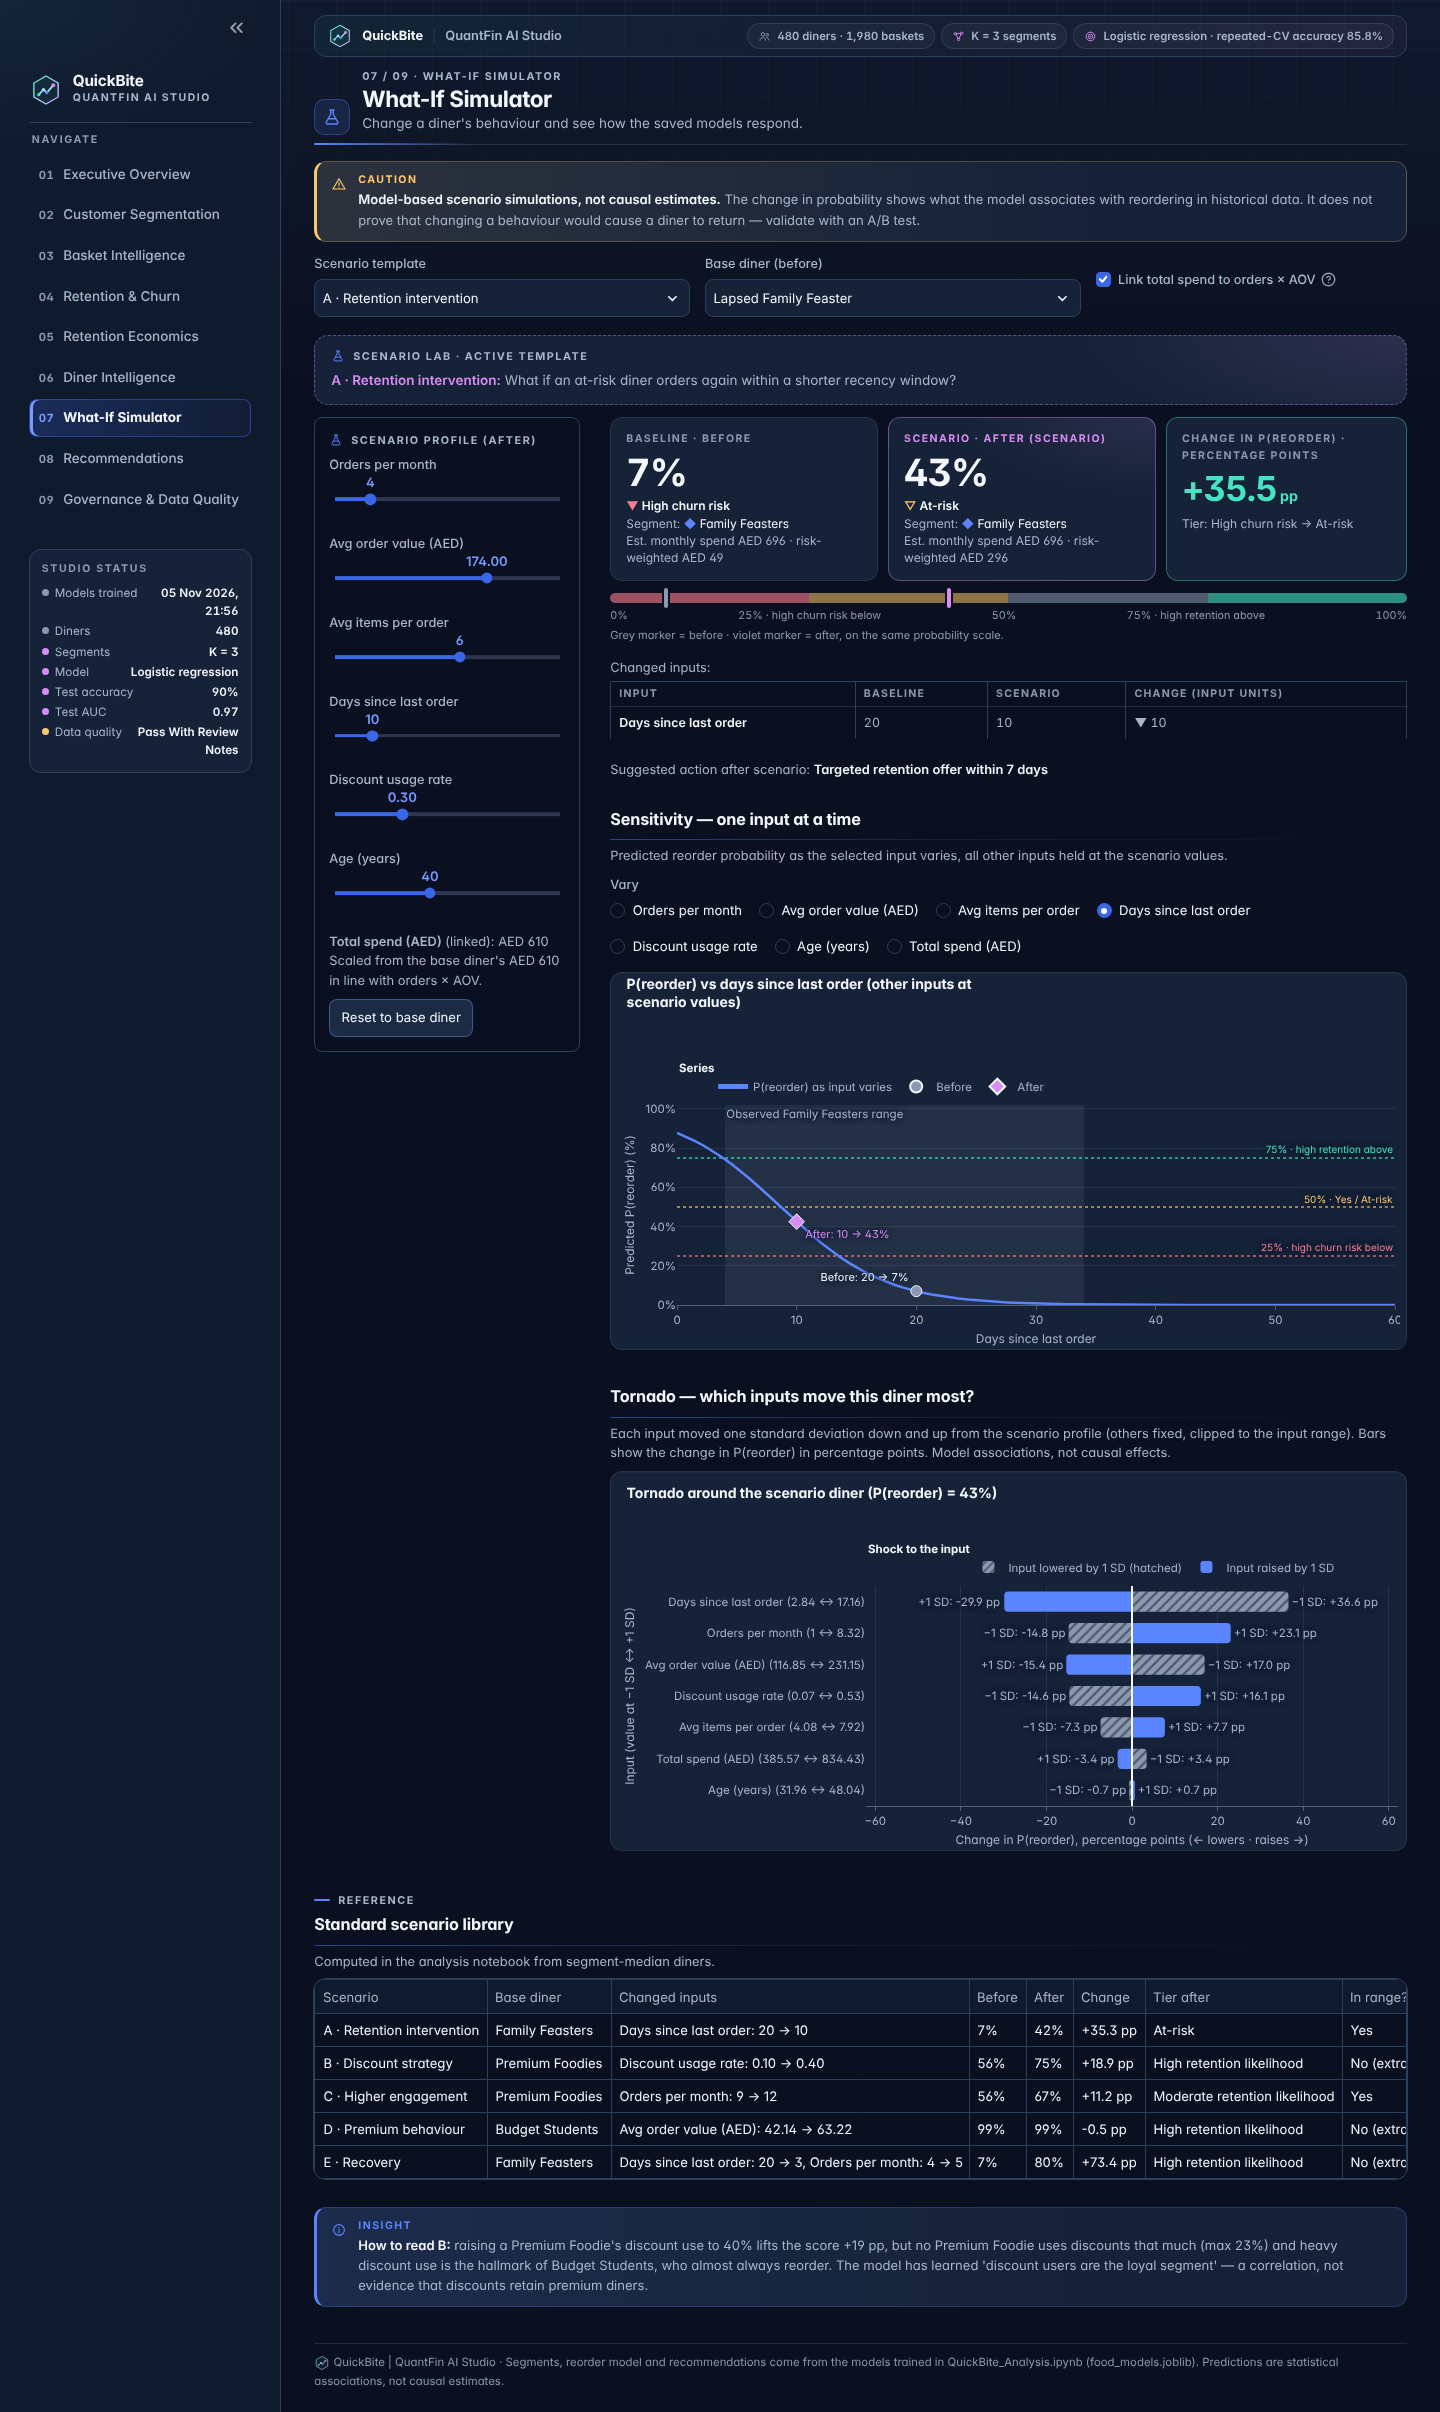 QuickBite
QUANTFIN AI STUDIO
NAVIGATE
01 Executive Overview
02 Customer Segmentation
03 Basket Intelligence
04 Retention & Churn
05 Retention Economics
06 Diner Intelligence
07 What-If Simulator
08 Recommendations
09 Governance & Data Quality
STUDIO STATUS
Models trained 05 Nov 2026,
21:56
Diners 480
Segments K = 3
Model Logistic regression
Test accuracy 90%
Test AUC 0.97
Data quality Pass With Review
Notes
QuickBite QuantFin AI Studio 480 diners · 1,980 baskets K = 3 segments Logistic regression · repeated-CV accuracy 85.8%
07 / 09 · WHAT-IF SIMULATOR
What-If Simulator
Change a diner's behaviour and see how the saved models respond.
CAUTION
Model-based scenario simulations, not causal estimates. The change in probability shows what the model associates with reordering in historical data. It does not
prove that changing a behaviour would cause a diner to return — validate with an A/B test.
Scenario template
A · Retention intervention
Base diner (before)
Lapsed Family Feaster
Link total spend to orders × AOV
SCENARIO LAB · ACTIVE TEMPLATE
A · Retention intervention: What if an at-risk diner orders again within a shorter recency window?
SCENARIO PROFILE (AFTER)
Orders per month
4
Avg order value (AED)
174.00
Avg items per order
6
Days since last order
10
Discount usage rate
0.30
Age (years)
40
Total spend (AED) (linked): AED 610
Scaled from the base diner's AED 610
in line with orders × AOV.
Reset to base diner
BASELINE · BEFORE
7%
▼ High churn risk
Segment: ◆ Family Feasters
Est. monthly spend AED 696 · risk-
weighted AED 49
SCENARIO · AFTER (SCENARIO)
43%
▽ At-risk
Segment: ◆ Family Feasters
Est. monthly spend AED 696 · risk-
weighted AED 296
CHANGE IN P(REORDER) ·
PERCENTAGE POINTS
+35.5 pp
Tier: High churn risk → At-risk
0% 25% · high churn risk below 50% 75% · high retention above 100%
Grey marker = before · violet marker = after, on the same probability scale.
Changed inputs:
INPUT BASELINE SCENARIO CHANGE (INPUT UNITS)
Days since last order 20 10 ▼ 10
Suggested action after scenario: Targeted retention offer within 7 days
Sensitivity — one input at a time
Predicted reorder probability as the selected input varies, all other inputs held at the scenario values.
Vary
Orders per month Avg order value (AED) Avg items per order Days since last order
Discount usage rate Age (years) Total spend (AED)
P(reorder) vs days since last order (other inputs at
scenario values)
Series
P(reorder) as input varies Before After
Predicted P(reorder) (%)
100%
80%
60%
40%
20%
0%
Observed Family Feasters range
75% · high retention above
50% · Yes / At-risk
After: 10 → 43%
25% · high churn risk below
Before: 20 → 7%
0 10 20 30 40 50 60
Days since last order
Tornado — which inputs move this diner most?
Each input moved one standard deviation down and up from the scenario profile (others fixed, clipped to the input range). Bars
show the change in P(reorder) in percentage points. Model associations, not causal effects.
Tornado around the scenario diner (P(reorder) = 43%)
Shock to the input
Input lowered by 1 SD (hatched) Input raised by 1 SD
Input (value at −1 SD ↔ +1 SD)
Days since last order (2.84 ↔ 17.16) +1 SD: -29.9 pp −1 SD: +36.6 pp
Orders per month (1 ↔ 8.32) −1 SD: -14.8 pp +1 SD: +23.1 pp
Avg order value (AED) (116.85 ↔ 231.15) +1 SD: -15.4 pp −1 SD: +17.0 pp
Discount usage rate (0.07 ↔ 0.53) −1 SD: -14.6 pp +1 SD: +16.1 pp
Avg items per order (4.08 ↔ 7.92) −1 SD: -7.3 pp +1 SD: +7.7 pp
Total spend (AED) (385.57 ↔ 834.43) +1 SD: -3.4 pp −1 SD: +3.4 pp
Age (years) (31.96 ↔ 48.04) −1 SD: -0.7 pp +1 SD: +0.7 pp
−60 −40 −20 0 20 40 60
Change in P(reorder), percentage points (← lowers · raises →)
REFERENCE
Standard scenario library
Computed in the analysis notebook from segment-median diners.
Scenario Base diner Changed inputs Before After Change Tier after In range?
A · Retention intervention Family Feasters Days since last order: 20 → 10 7% 42% +35.3 pp At-risk Yes
B · Discount strategy Premium Foodies Discount usage rate: 0.10 → 0.40 56% 75% +18.9 pp High retention likelihood No (extra
C · Higher engagement Premium Foodies Orders per month: 9 → 12 56% 67% +11.2 pp Moderate retention likelihood Yes
D · Premium behaviour Budget Students Avg order value (AED): 42.14 → 63.22 99% 99% -0.5 pp High retention likelihood No (extra
E · Recovery Family Feasters Days since last order: 20 → 3, Orders per month: 4 → 5 7% 80% +73.4 pp High retention likelihood No (extra
INSIGHT
How to read B: raising a Premium Foodie's discount use to 40% lifts the score +19 pp, but no Premium Foodie uses discounts that much (max 23%) and heavy
discount use is the hallmark of Budget Students, who almost always reorder. The model has learned 'discount users are the loyal segment' — a correlation, not
evidence that discounts retain premium diners.
QuickBite | QuantFin AI Studio · Segments, reorder model and recommendations come from the models trained in QuickBite_Analysis.ipynb (food_models.joblib). Predictions are statistical
associations, not causal estimates.